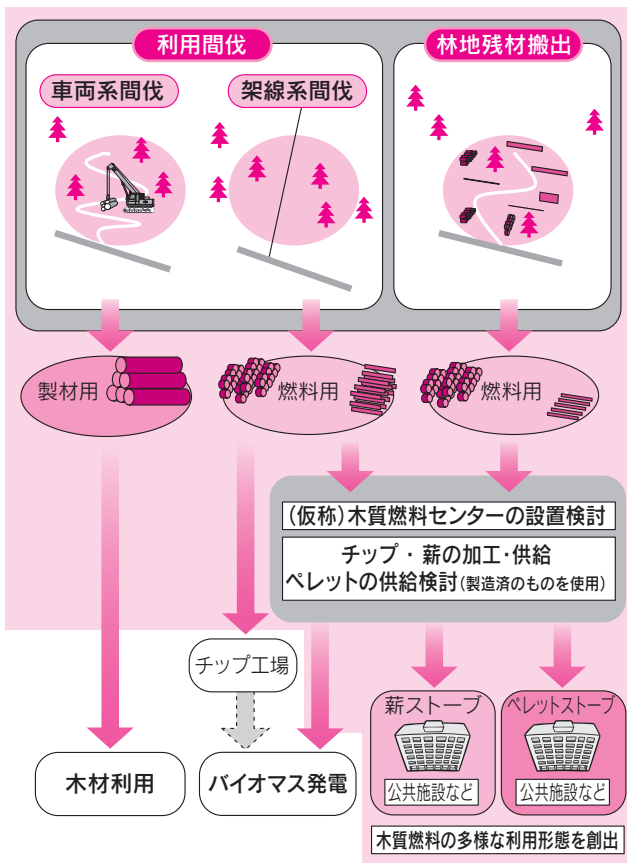 利用間伐
林地残材搬出
車両系間伐
架線系間伐
製材用
燃料用
燃料用
(仮称)木質燃料センターの設置検討
チップ・薪の加工・供給
ペレットの供給検討(製造済のものを使用)
チップ工場
薪ストーブ
ペレットストーブ
木材利用
バイオマス発電
公共施設など
公共施設など
木質燃料の多様な利用形態を創出